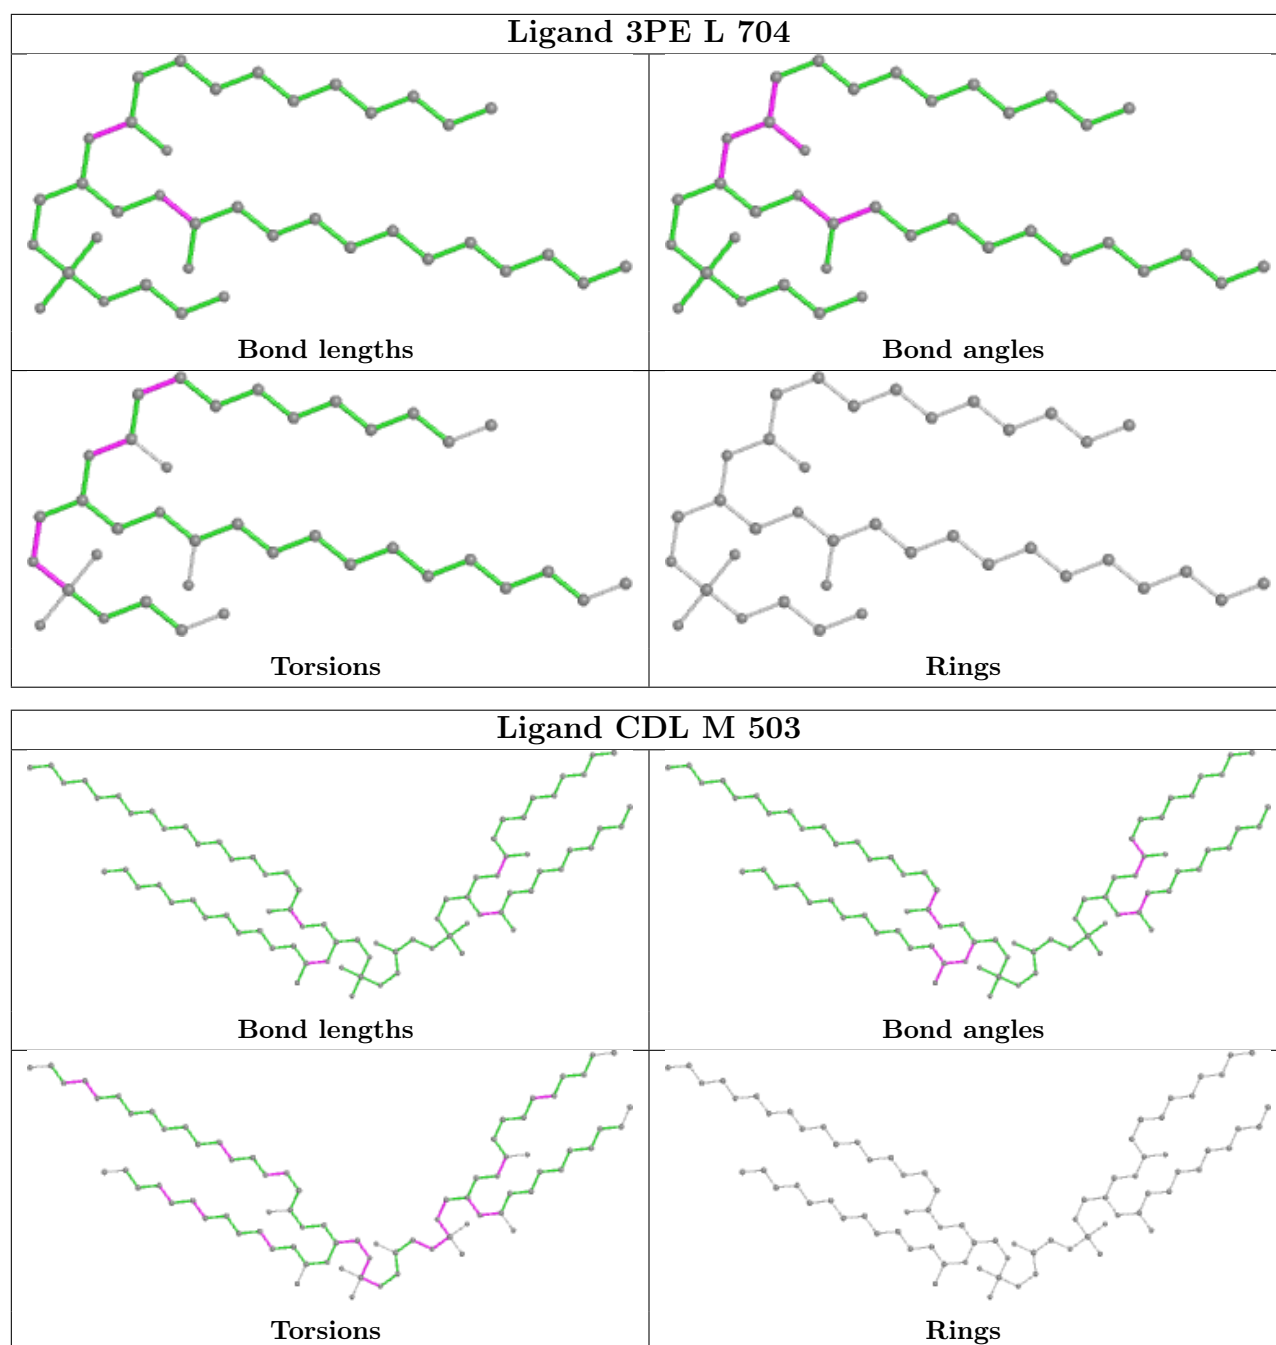 Ligand 3PE L 704
Bond lengths
Bond angles
Torsions
Rings
Ligand CDL M 503
Bond lengths
Bond angles
Torsions
Rings